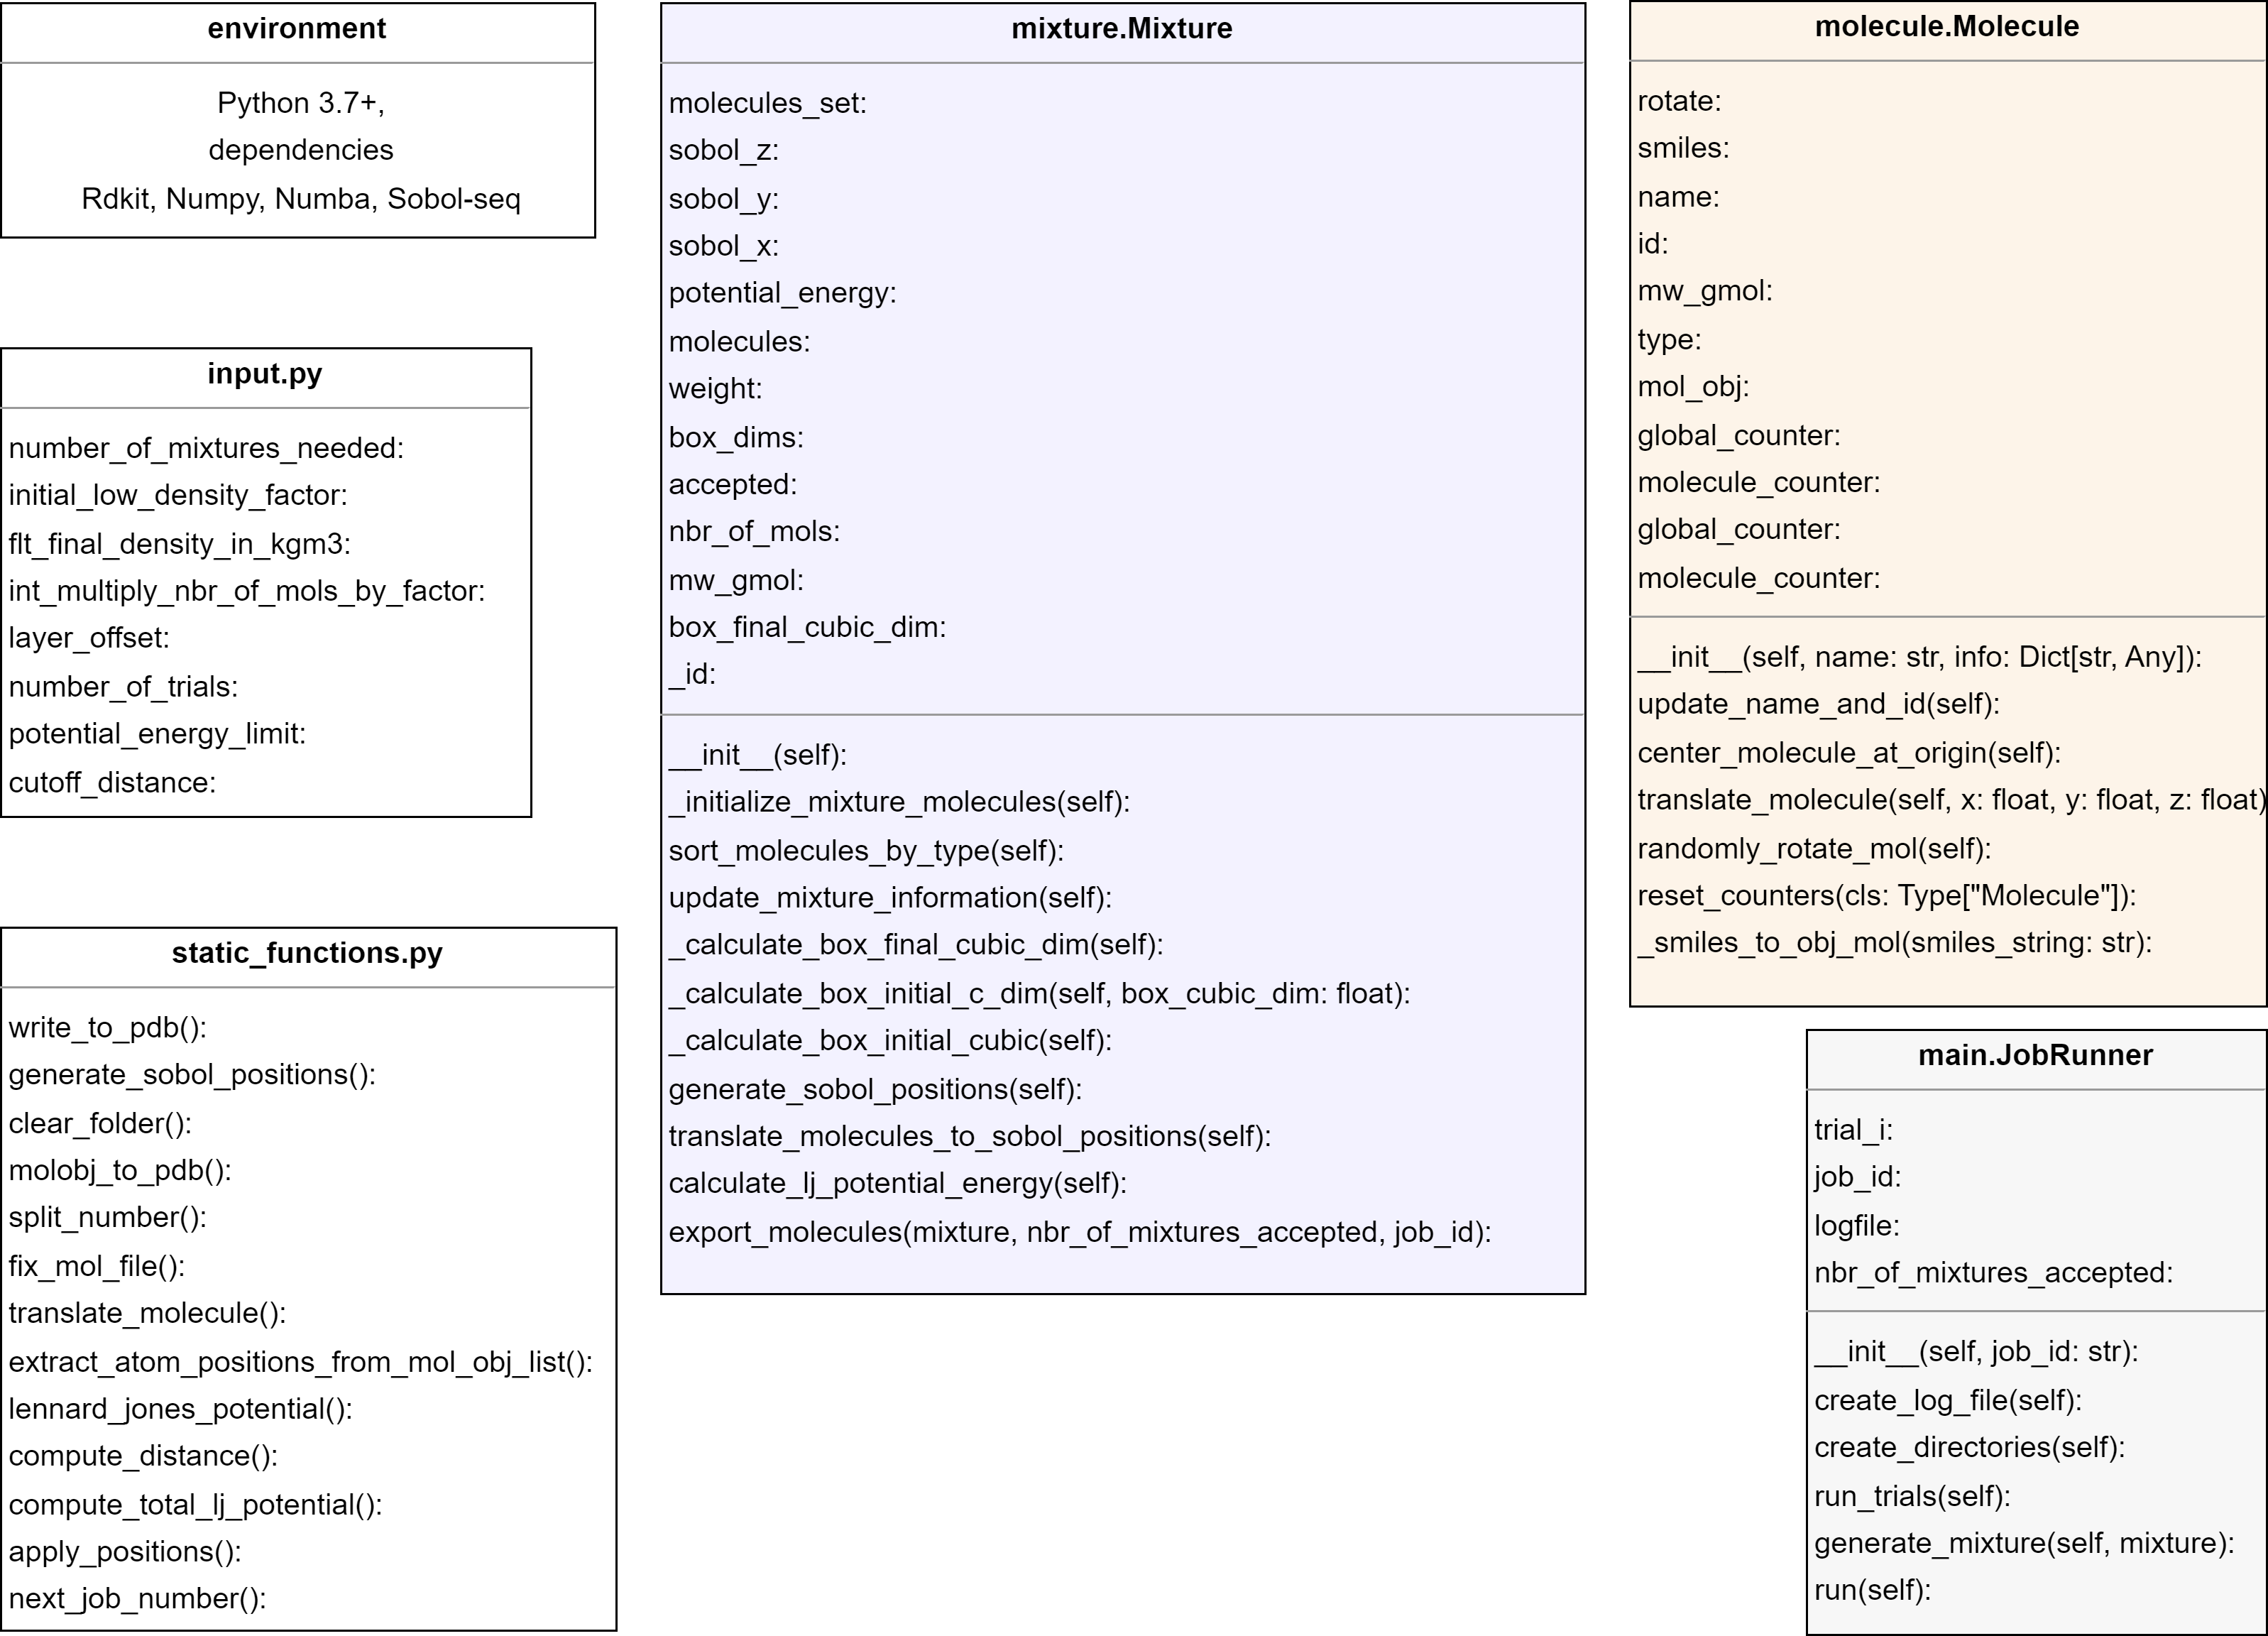 environment
Python 3.7+,
dependencies
Rdkit, Numpy, Numba, Sobol-seq
input.py
number_of_mixtures_needed:
initial_low_density_factor:
flt_final_density_in_kgm3:
int_multiply_nbr_of_mols_by_factor:
layer_offset:
number_of_trials:
potential_energy_limit:
cutoff_distance:
static_functions.py
write_to_pdb():
generate_sobol_positions():
clear_folder():
molobj_to_pdb():
split_number():
fix_mol_file():
translate_molecule():
extract_atom_positions_from_mol_obj_list():
lennard_jones_potential():
compute_distance():
compute_total_lj_potential():
apply_positions():
next_job_number():
mixture.Mixture
molecules_set:
sobol_z:
sobol_y:
sobol_x:
potential_energy:
molecules:
weight:
box_dims:
accepted:
nbr_of_mols:
mw_gmol:
box_final_cubic_dim:
_id:
__init__(self):
_initialize_mixture_molecules(self):
sort_molecules_by_type(self):
update_mixture_information(self):
_calculate_box_final_cubic_dim(self):
_calculate_box_initial_c_dim(self, box_cubic_dim: float):
_calculate_box_initial_cubic(self):
generate_sobol_positions(self):
translate_molecules_to_sobol_positions(self):
calculate_lj_potential_energy(self):
export_molecules(mixture, nbr_of_mixtures_accepted, job_id):
molecule.Molecule
rotate:
smiles:
name:
id:
mw_gmol:
type:
mol_obj:
global_counter:
molecule_counter:
global_counter:
molecule_counter:
__init__(self, name: str, info: Dict[str, Any]):
update_name_and_id(self):
center_molecule_at_origin(self):
translate_molecule(self, x: float, y: float, z: float)
randomly_rotate_mol(self):
reset_counters(cls: Type["Molecule"]):
_smiles_to_obj_mol(smiles_string: str):
main.JobRunner
trial_i:
job_id:
logfile:
nbr_of_mixtures_accepted:
__init__(self, job_id: str):
create_log_file(self):
create_directories(self):
run_trials(self):
generate_mixture(self, mixture):
run(self):